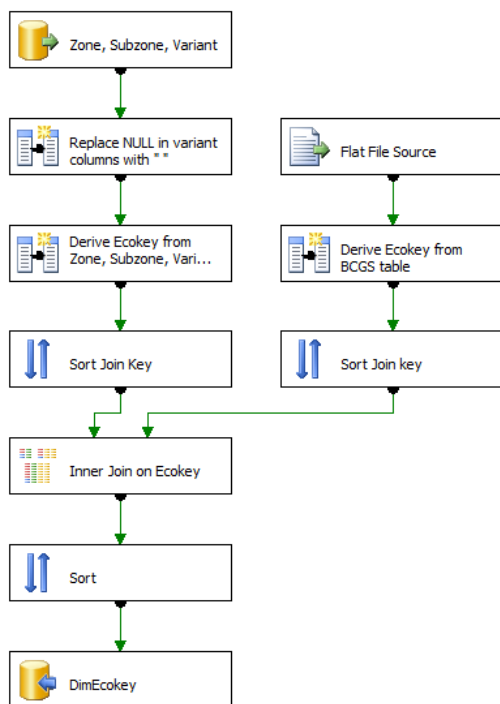 Zone, Subzone, Variant
Replace NULL in variant
columns with " "
Flat File Source
Derive Ecokey from
Zone, Subzone, Vari...
Derive Ecokey from
BCGS table
Sort Join Key
Sort Join key
Inner Join on Ecokey
Sort
DimEcokey